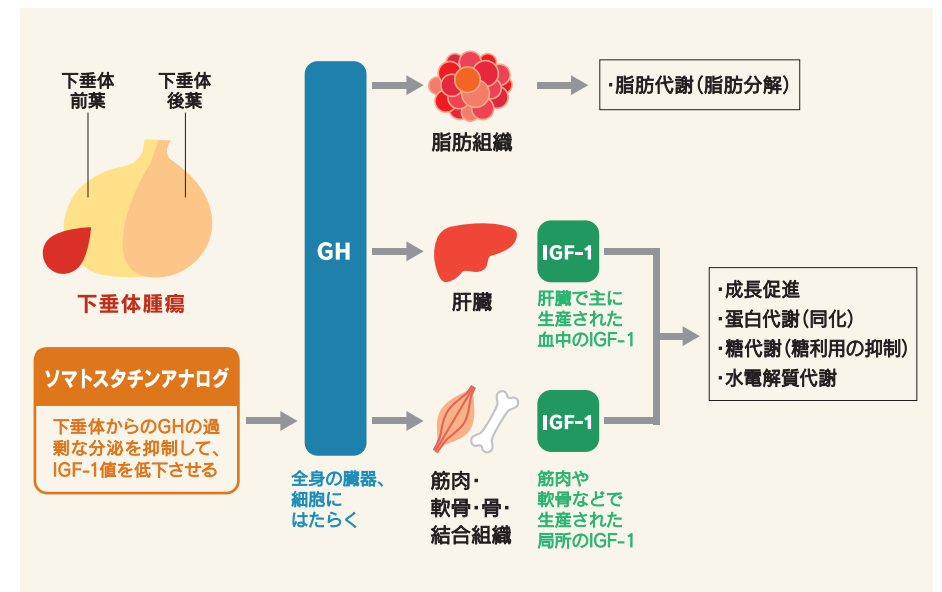 下垂体
前葉
下垂体
後葉
下垂体腫瘍
ソマトスタチンアナログ
下垂体からのGHの過
剰な分泌を抑制して、
IGF-1値を低下させる
GH
全身の臓器、
細胞に
はたらく
脂肪組織
・脂肪代謝（脂肪分解）
肝臓
IGF-1
肝臓で主に
生産された
血中のIGF-1
筋肉・
軟骨・骨・
結合組織
IGF-1
筋肉や
軟骨などで
生産された
局所のIGF-1
・成長促進
・蛋白代謝（同化）
・糖代謝（糖利用の抑制）
・水電解質代謝